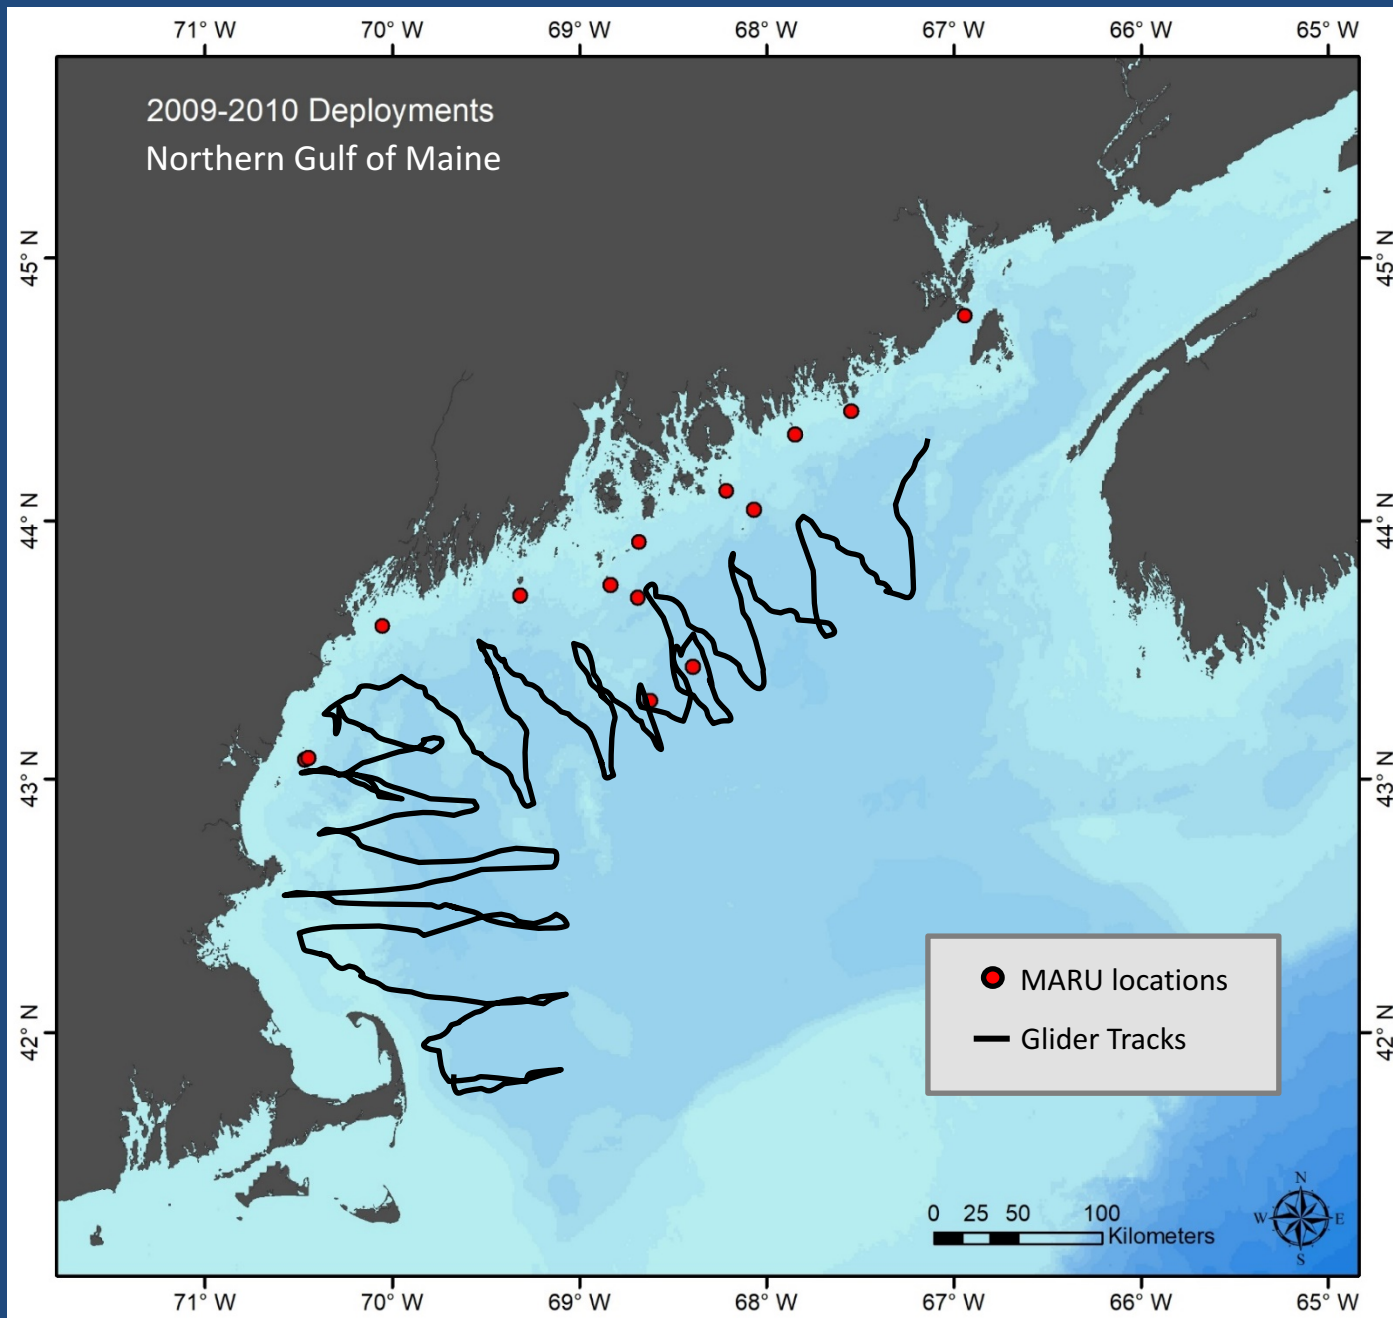 71° W 70° W 69° W 68° W 67° W 66° W 65° W
2009-2010 Deployments
Northern Gulf of Maine
45° N 45° N
44° N 44° N
43° N 43° N
MARU locations
42° N 42° N
Glider Tracks
N
0 25 50 100
W E
Kilometers
S
71° W 70° W 69° W 68° W 67° W 66° W 65° W